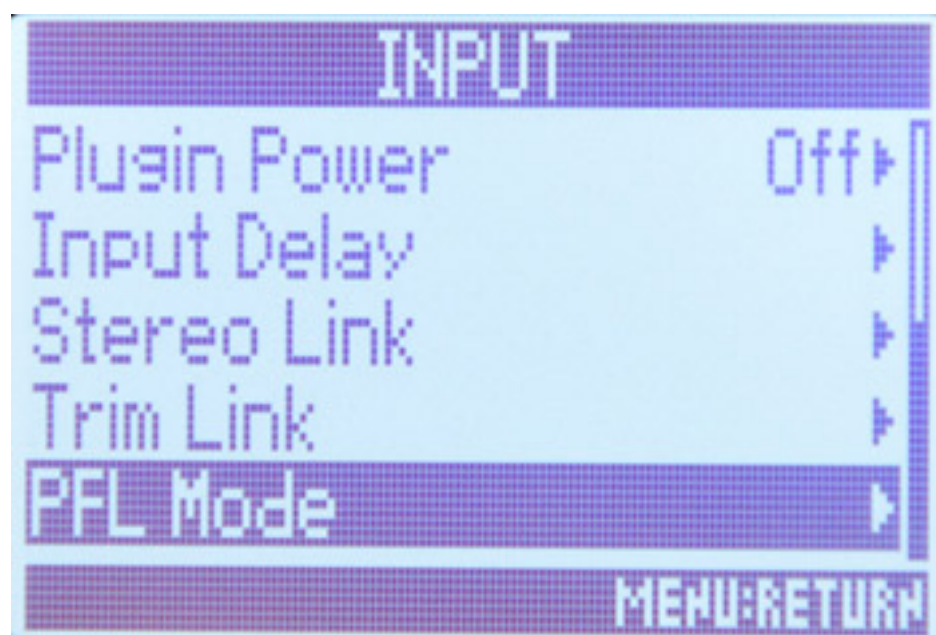 INPUT
Plugin Power Off
Input Delay
Stereo Link
Trim Link
PFL Mode
MENU:RETURN